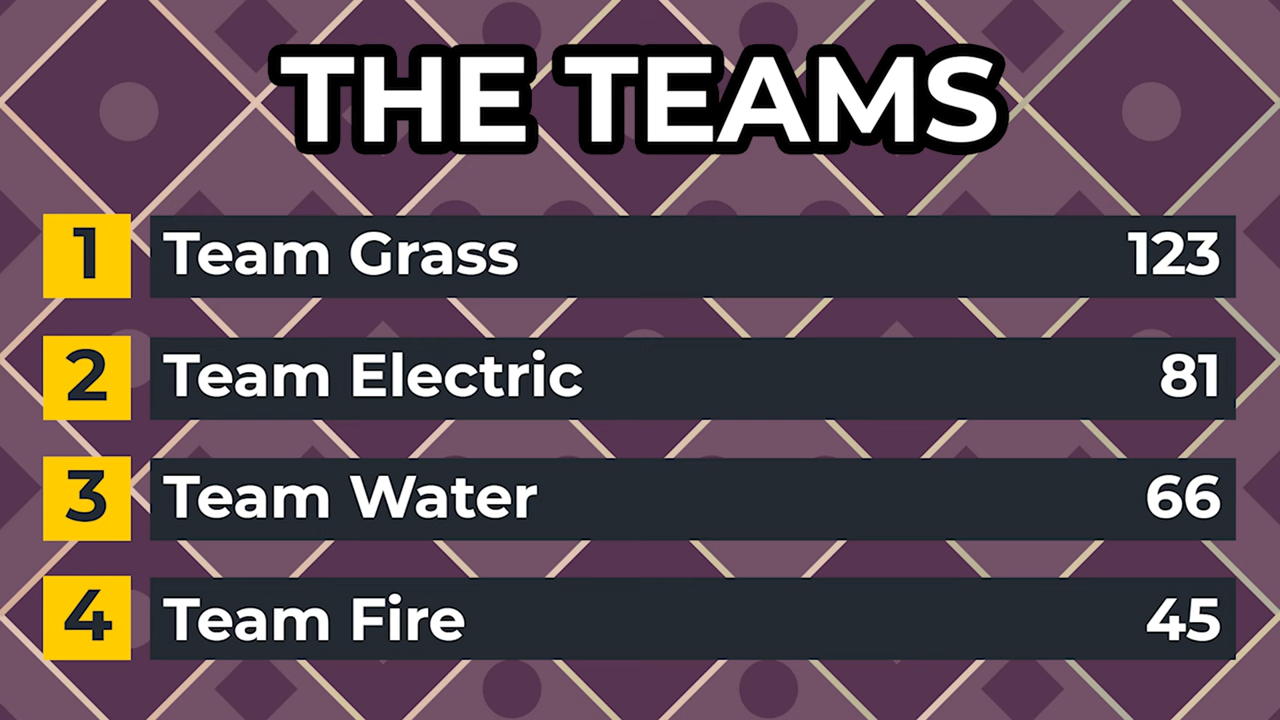 THE TEAMS
1 Team Grass 123
2 Team Electric 81
3 Team Water 66
4 Team Fire 45